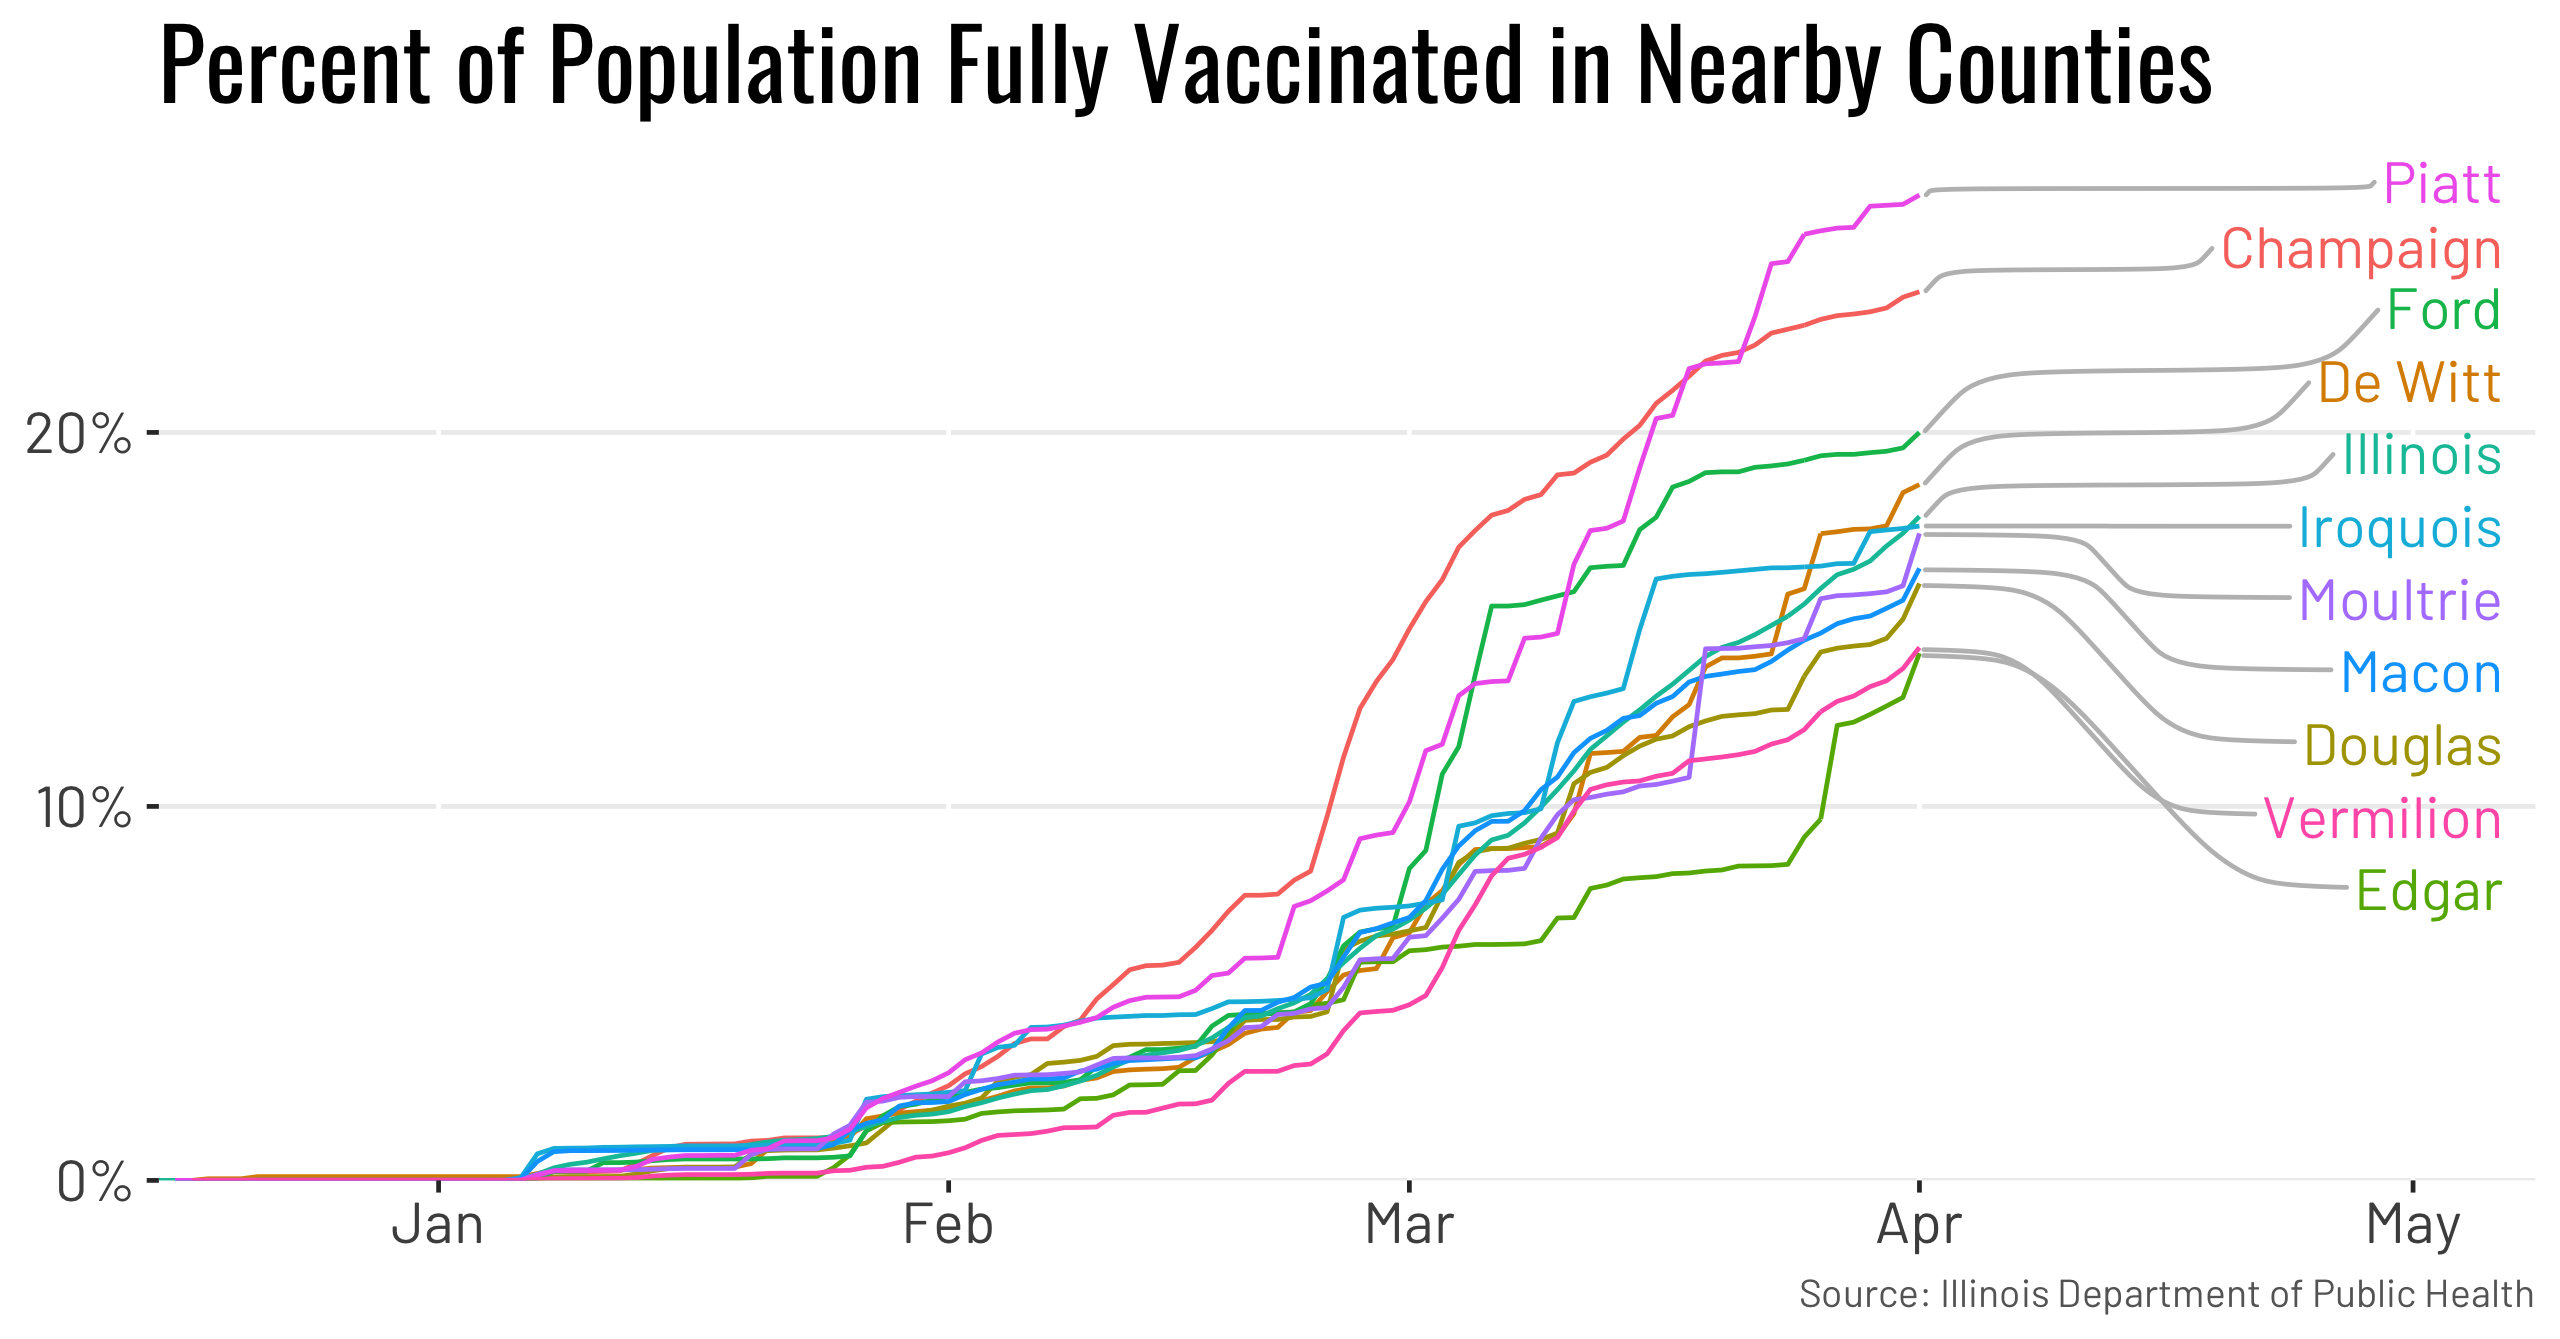 Percent of Population Fully Vaccinated in Nearby Counties
Piatt
Champaign
Ford
De Witt
Illinois
Iroquois
Moultrie
Macon
Douglas
Vermilion
Edgar
20%
10%
0%
Jan Feb Mar Apr May
Source: Illinois Department of Public Health